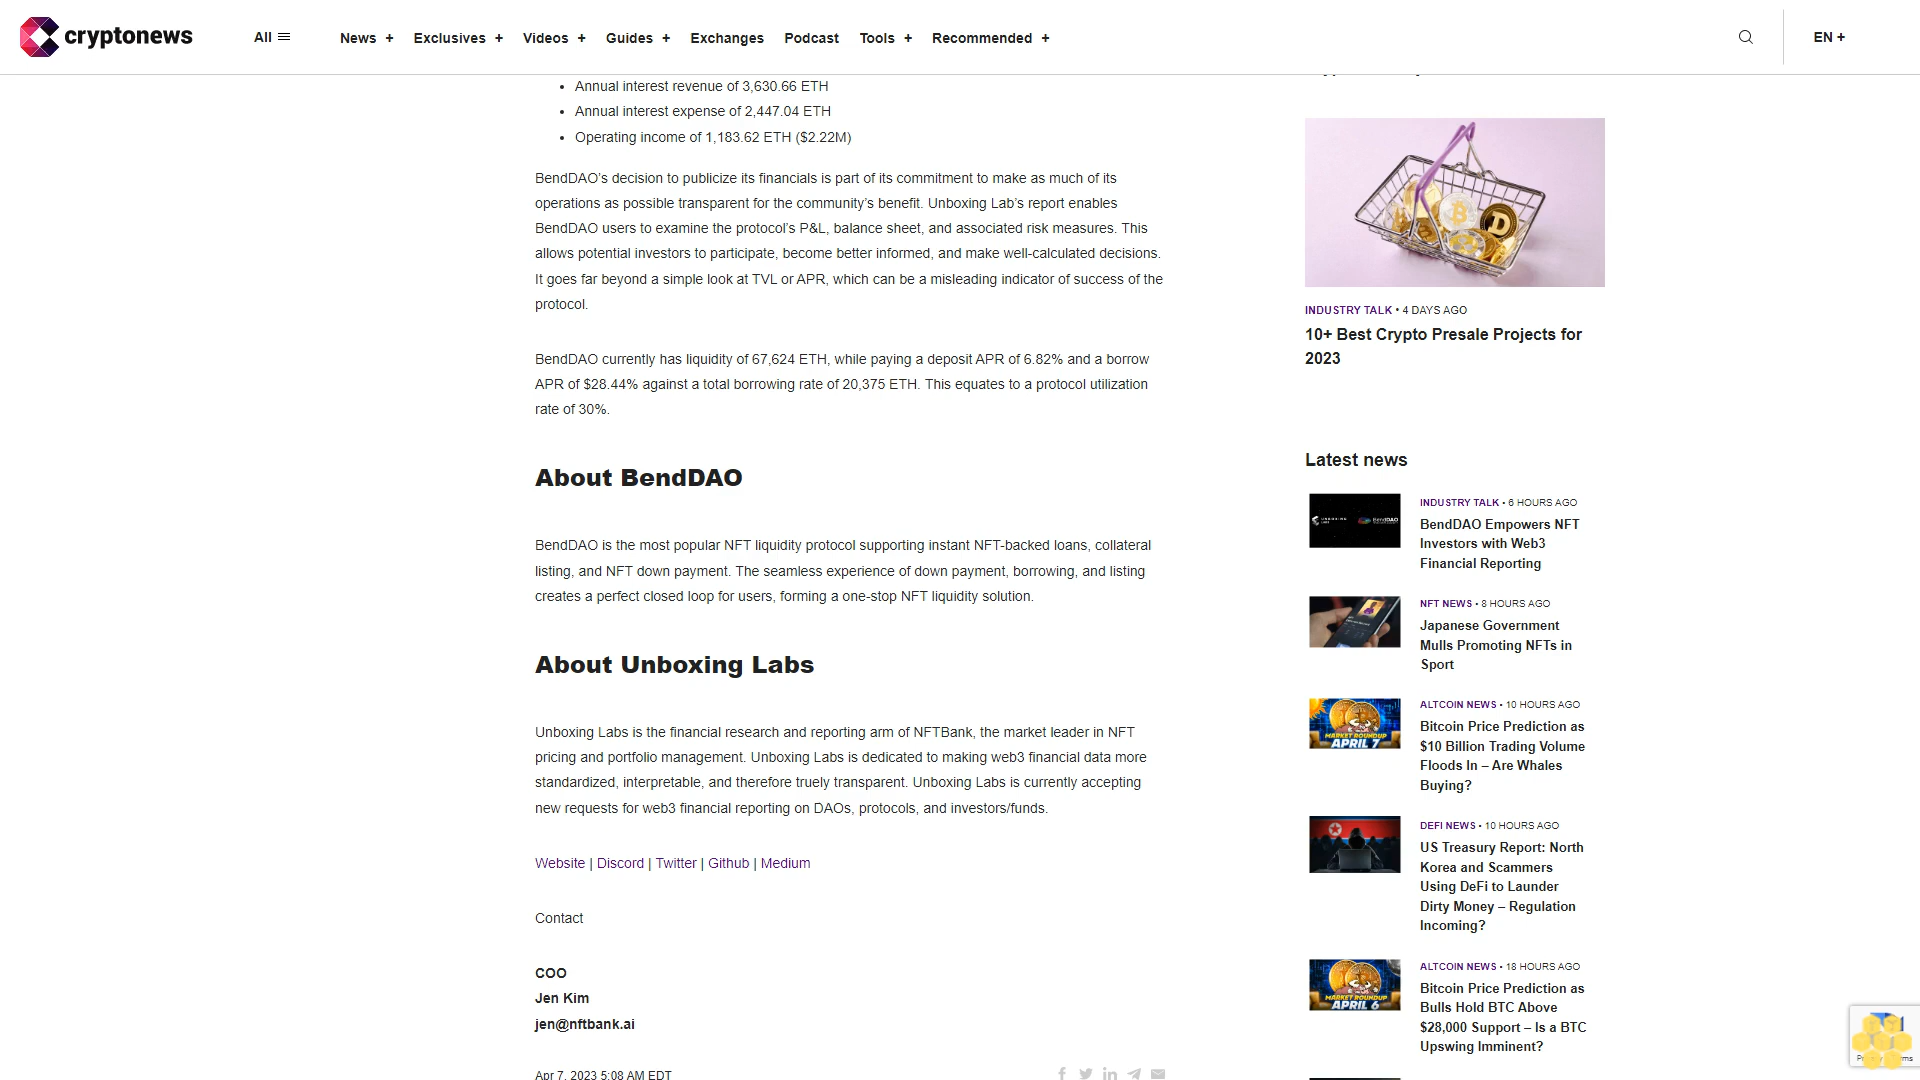 cryptonews
All
News +
Exclusives +
Videos +
Guides +
Exchanges
Podcast
Tools +
Recommended +
EN +
• Annual interest revenue of 3,630.66 ETH
• Annual interest expense of 2,447.04 ETH
• Operating income of 1,183.62 ETH ($2.22M)
BendDAO’s decision to publicize its financials is part of its commitment to make as much of its
operations as possible transparent for the community’s benefit. Unboxing Lab’s report enables
BendDAO users to examine the protocol’s P&L, balance sheet, and associated risk measures. This
allows potential investors to participate, become better informed, and make well-calculated decisions.
It goes far beyond a simple look at TVL or APR, which can be a misleading indicator of success of the
protocol.
BendDAO currently has liquidity of 67,624 ETH, while paying a deposit APR of 6.82% and a borrow
APR of $28.44% against a total borrowing rate of 20,375 ETH. This equates to a protocol utilization
rate of 30%.
About BendDAO
BendDAO is the most popular NFT liquidity protocol supporting instant NFT-backed loans, collateral
listing, and NFT down payment. The seamless experience of down payment, borrowing, and listing
creates a perfect closed loop for users, forming a one-stop NFT liquidity solution.
About Unboxing Labs
Unboxing Labs is the financial research and reporting arm of NFTBank, the market leader in NFT
pricing and portfolio management. Unboxing Labs is dedicated to making web3 financial data more
standardized, interpretable, and therefore truely transparent. Unboxing Labs is currently accepting
new requests for web3 financial reporting on DAOs, protocols, and investors/funds.
Website | Discord | Twitter | Github | Medium
Contact
COO
Jen Kim
jen@nftbank.ai
Apr 7, 2023 5:08 AM EDT
INDUSTRY TALK • 4 DAYS AGO
10+ Best Crypto Presale Projects for
2023
Latest news
UNBOXING
LABS
BendDAO
INDUSTRY TALK • 6 HOURS AGO
BendDAO Empowers NFT
Investors with Web3
Financial Reporting
NFT NEWS • 8 HOURS AGO
Japanese Government
Mulls Promoting NFTs in
Sport
MARKET ROUNDUP
APRIL 7
ALTCOIN NEWS • 10 HOURS AGO
Bitcoin Price Prediction as
$10 Billion Trading Volume
Floods In – Are Whales
Buying?
DEFI NEWS • 10 HOURS AGO
US Treasury Report: North
Korea and Scammers
Using DeFi to Launder
Dirty Money – Regulation
Incoming?
MARKET ROUNDUP
APRIL 6
ALTCOIN NEWS • 18 HOURS AGO
Bitcoin Price Prediction as
Bulls Hold BTC Above
$28,000 Support – Is a BTC
Upswing Imminent?